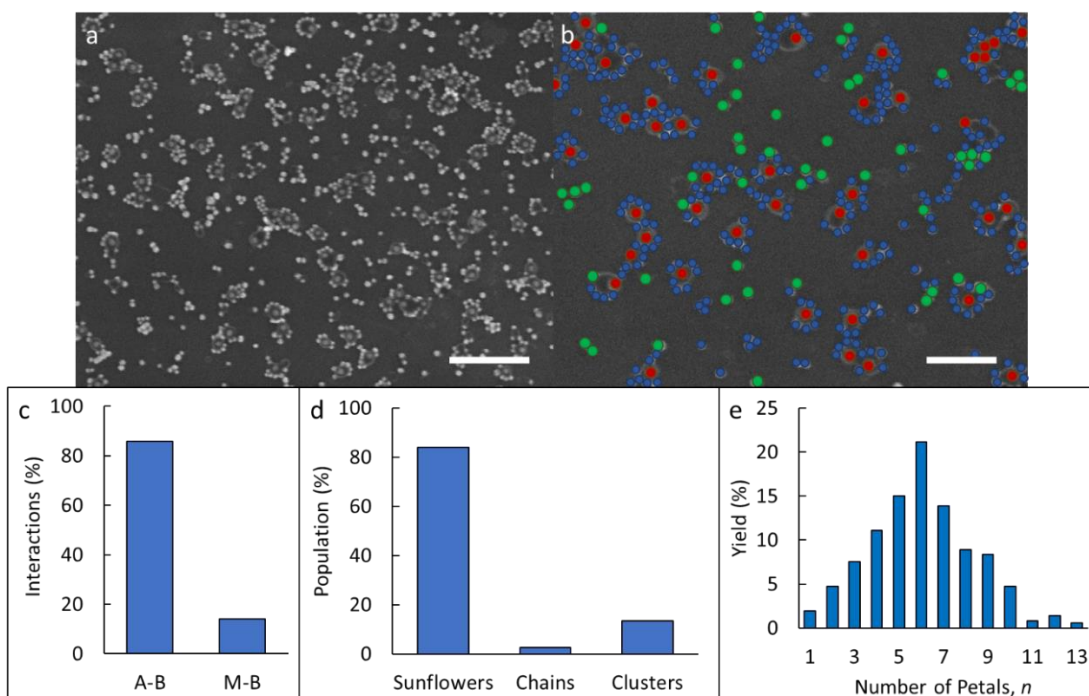 a
b
c
100
80
60
40
20
0
Interactions (%)
A-B
M-B
d
100
80
60
40
20
0
Population (%)
Sunflowers
Chains
Clusters
e
25
20
15
10
5
0
Yield (%)
1
3
5
7
9
11
13
Number of Petals, n